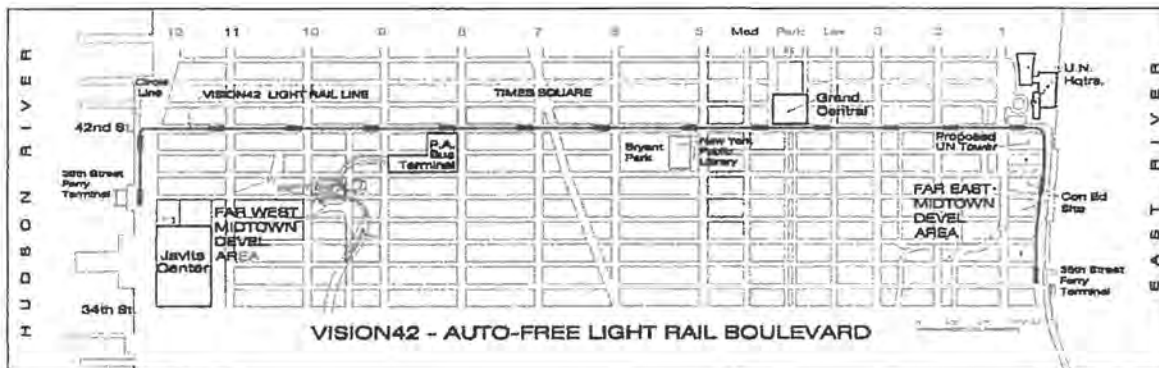 12 11 10 9 8 7 6 5 Mad Park Lex 3 2 1
HUDSON RIVER
EAST RIVER
U.N.
Hqtrs.
Circle
Line
VISION42 LIGHT RAIL LINE
TIMES SQUARE
Grand
Central
42nd St.
P.A.
Bus
Terminal
Bryant
Park
New York
Public
Library
Proposed
UN Tower
Ferry
Terminal
FAR WEST
MIDTOWN
DEVEL
AREA
FAR EAST
MIDTOWN
DEVEL
AREA
Con Ed
Site
Javits
Center
35th Street
Ferry
Terminal
34th St.
VISION42 - AUTO-FREE LIGHT RAIL BOULEVARD